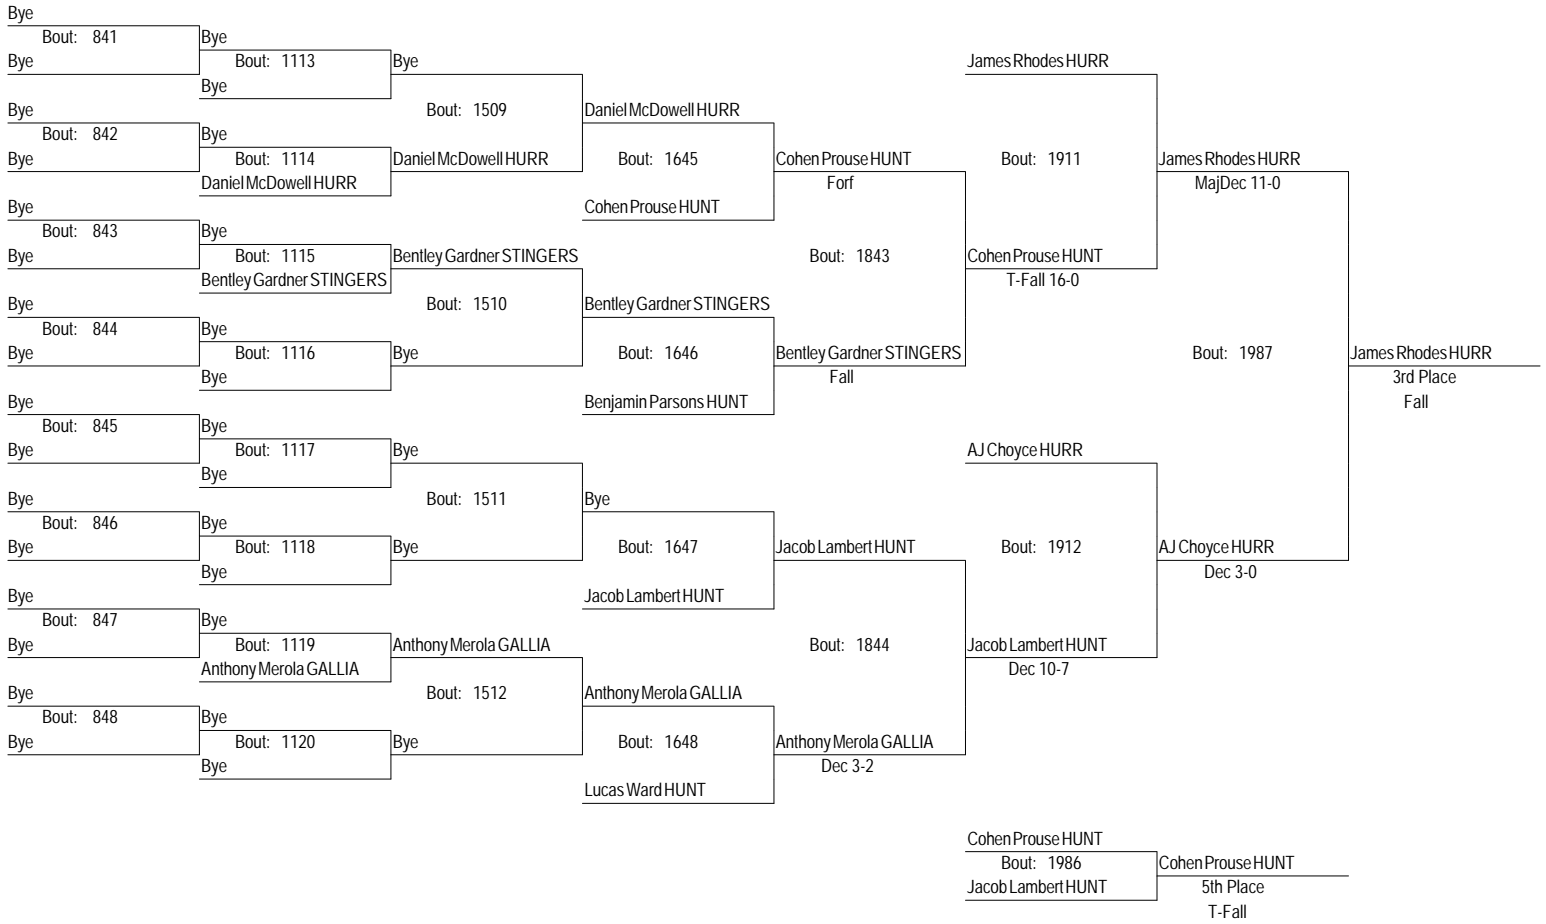 Bye
Bout: 841
Bye
Bye
Bout: 1113
Bye
Bye
Bout: 842
Bye
Bye
Bout: 1114
Daniel McDowell HURR
Bye
Bout: 1509
Daniel McDowell HURR
Bye
Bout: 843
Bye
Bye
Bout: 1115
Bentley Gardner STINGERS
Bye
Bout: 844
Bye
Bye
Bout: 1116
Bye
Bentley Gardner STINGERS
Bout: 1510
Bye
Bye
Bout: 845
Bye
Bye
Bout: 1117
Bye
Bye
Bout: 846
Bye
Bye
Bout: 1118
Bye
Bye
Bout: 1511
Bye
Bye
Bout: 847
Bye
Bye
Bout: 1119
Anthony Merola GALLIA
Bye
Bout: 848
Bye
Bye
Bout: 1120
Bye
Anthony Merola GALLIA
Bout: 1512
Bye
Daniel McDowell HURR
Bout: 1645
Cohen Prouse HUNT
Bentley Gardner STINGERS
Bout: 1646
Benjamin Parsons HUNT
Bye
Bout: 1647
Jacob Lambert HUNT
Anthony Merola GALLIA
Bout: 1648
Lucas Ward HUNT
Cohen Prouse HUNT
Forf
Bout: 1843
Bentley Gardner STINGERS
Fall
Jacob Lambert HUNT
Bout: 1844
Anthony Merola GALLIA
Dec 3-2
James Rhodes HURR
Bout: 1911
Cohen Prouse HUNT
T-Fall 16-0
AJ Choyce HURR
Bout: 1912
Jacob Lambert HUNT
Dec 10-7
James Rhodes HURR
MajDec 11-0
Bout: 1987
AJ Choyce HURR
Dec 3-0
James Rhodes HURR
3rd Place
Fall
Cohen Prouse HUNT
Bout: 1986
Jacob Lambert HUNT
Cohen Prouse HUNT
5th Place
T-Fall